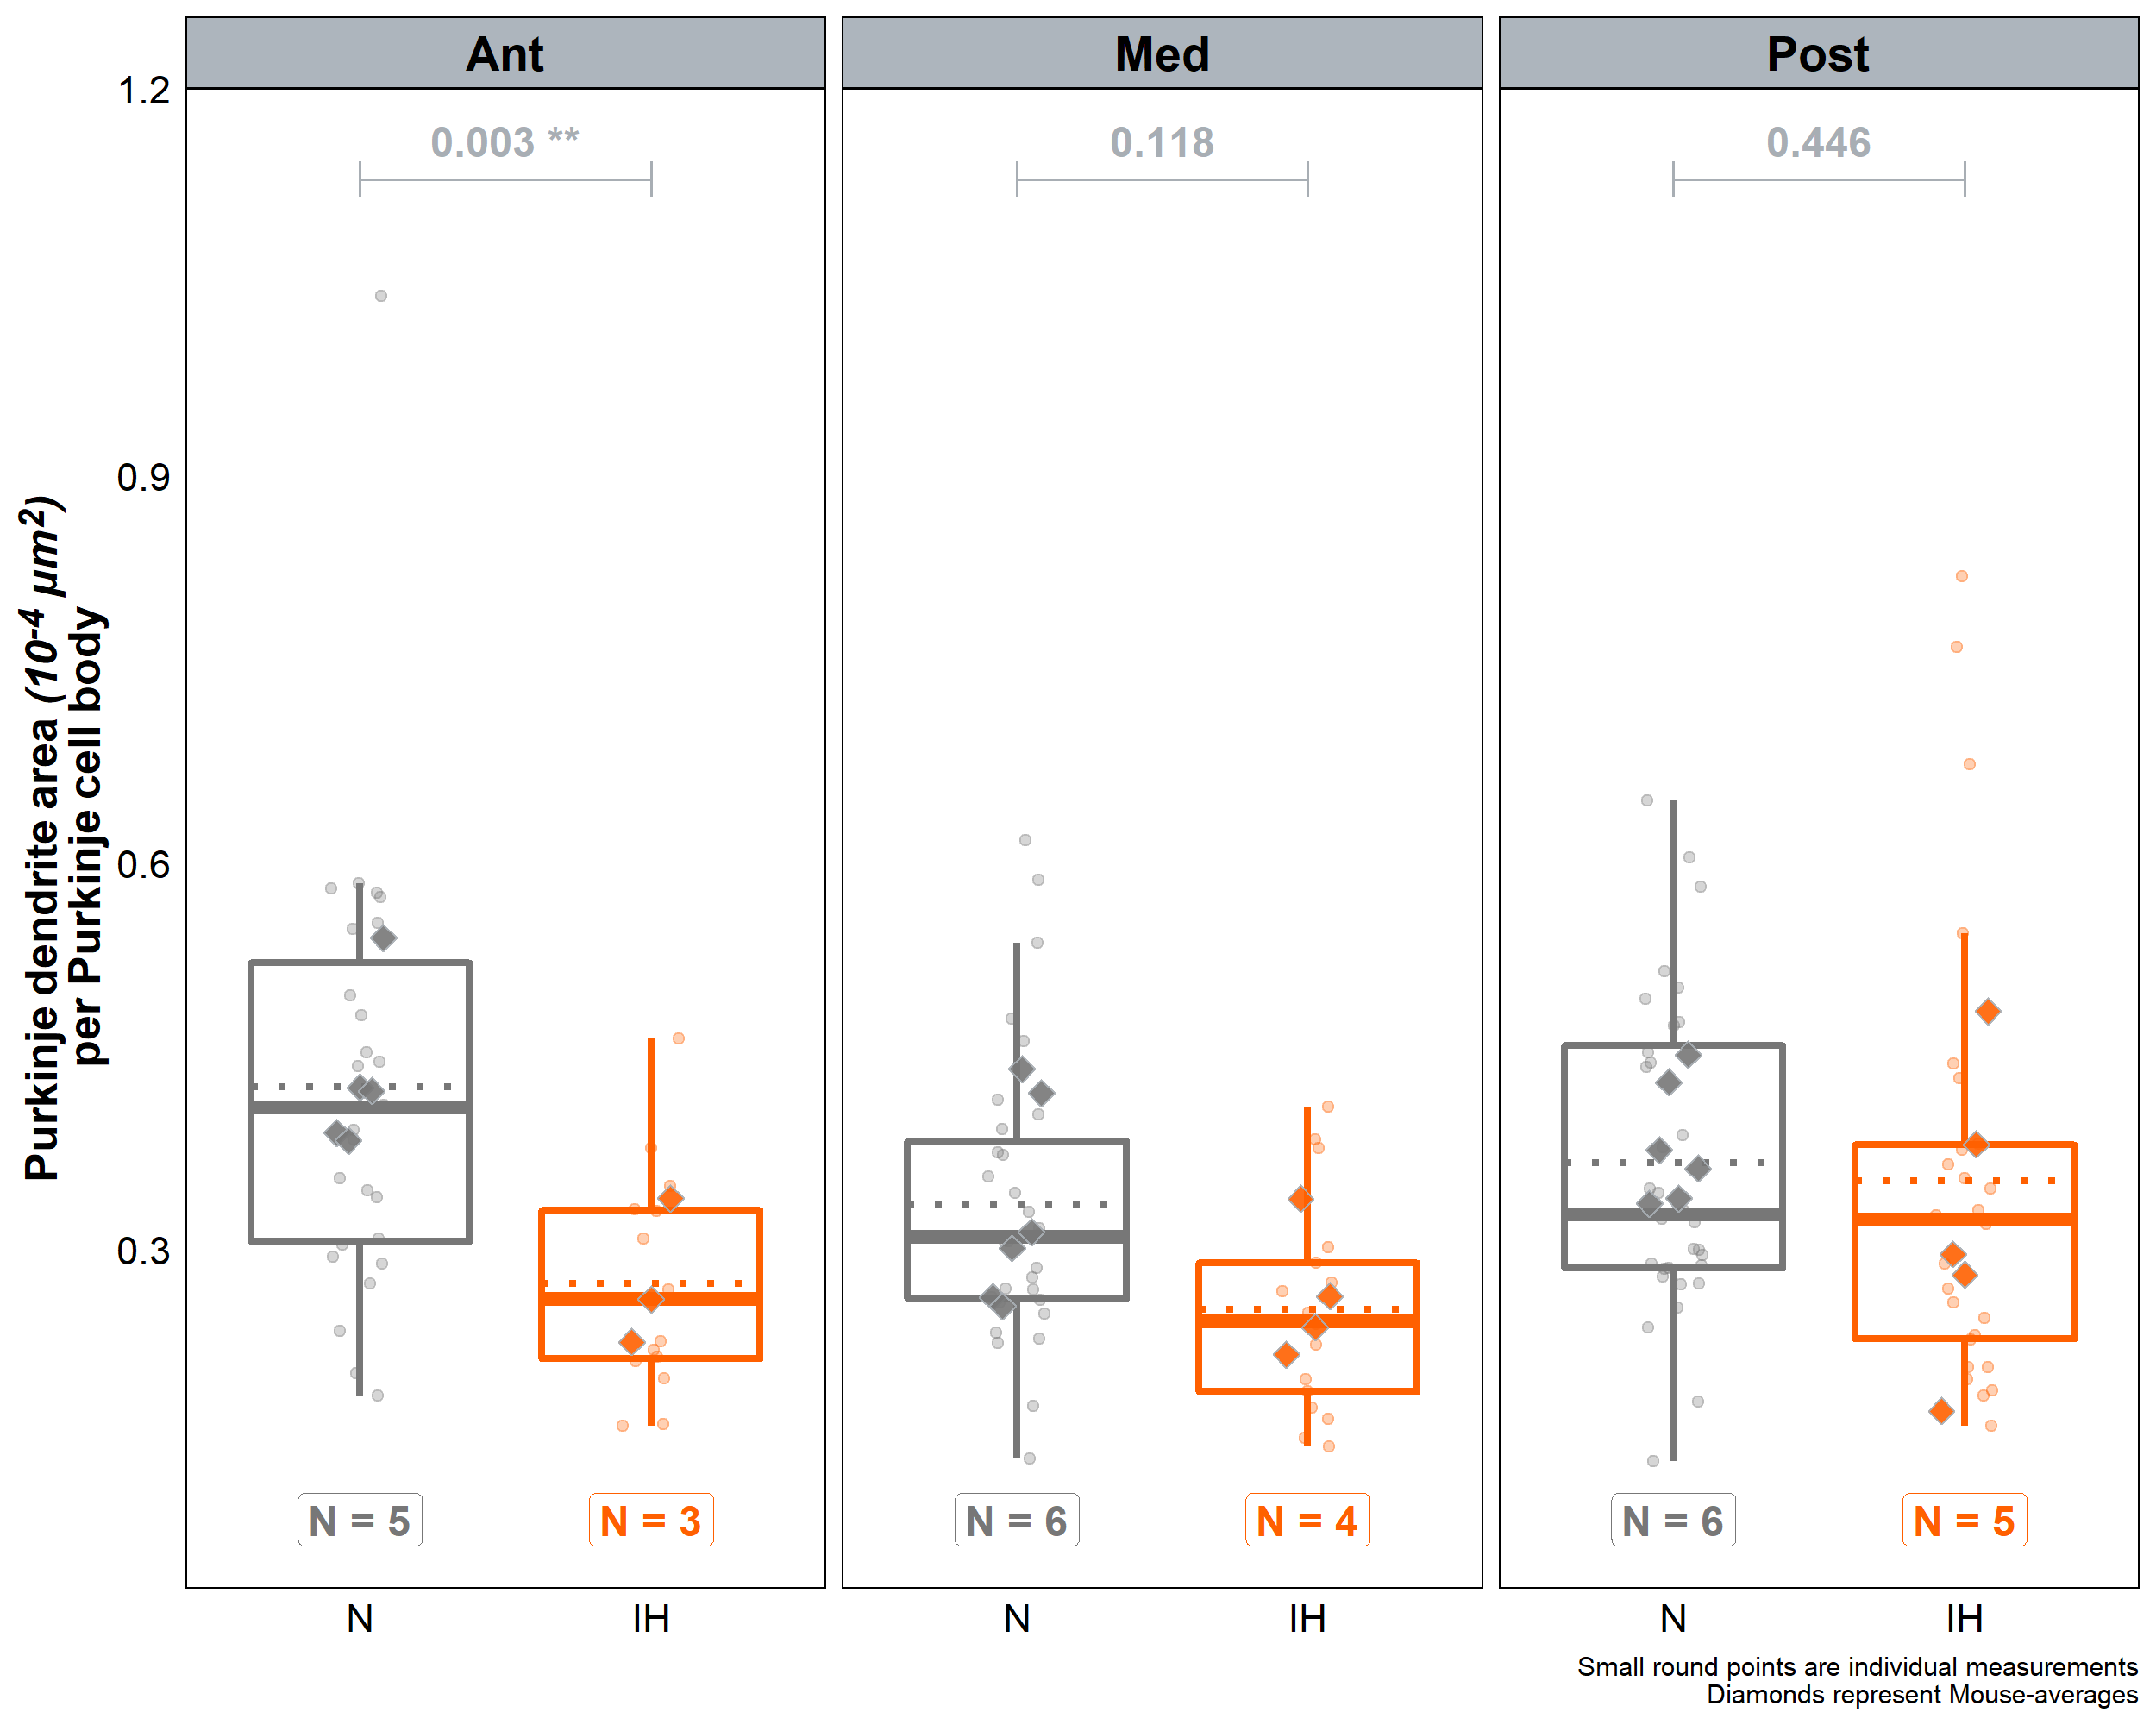 Ant
Med
Post
1.2
0.9
0.6
0.3
Purkinje dendrite area (10⁻⁴ µm²)
per Purkinje cell body
0.003 **
0.118
0.446
N = 5
N = 3
N = 6
N = 4
N = 6
N = 5
N
IH
N
IH
N
IH
Small round points are individual measurements
Diamonds represent Mouse-averages